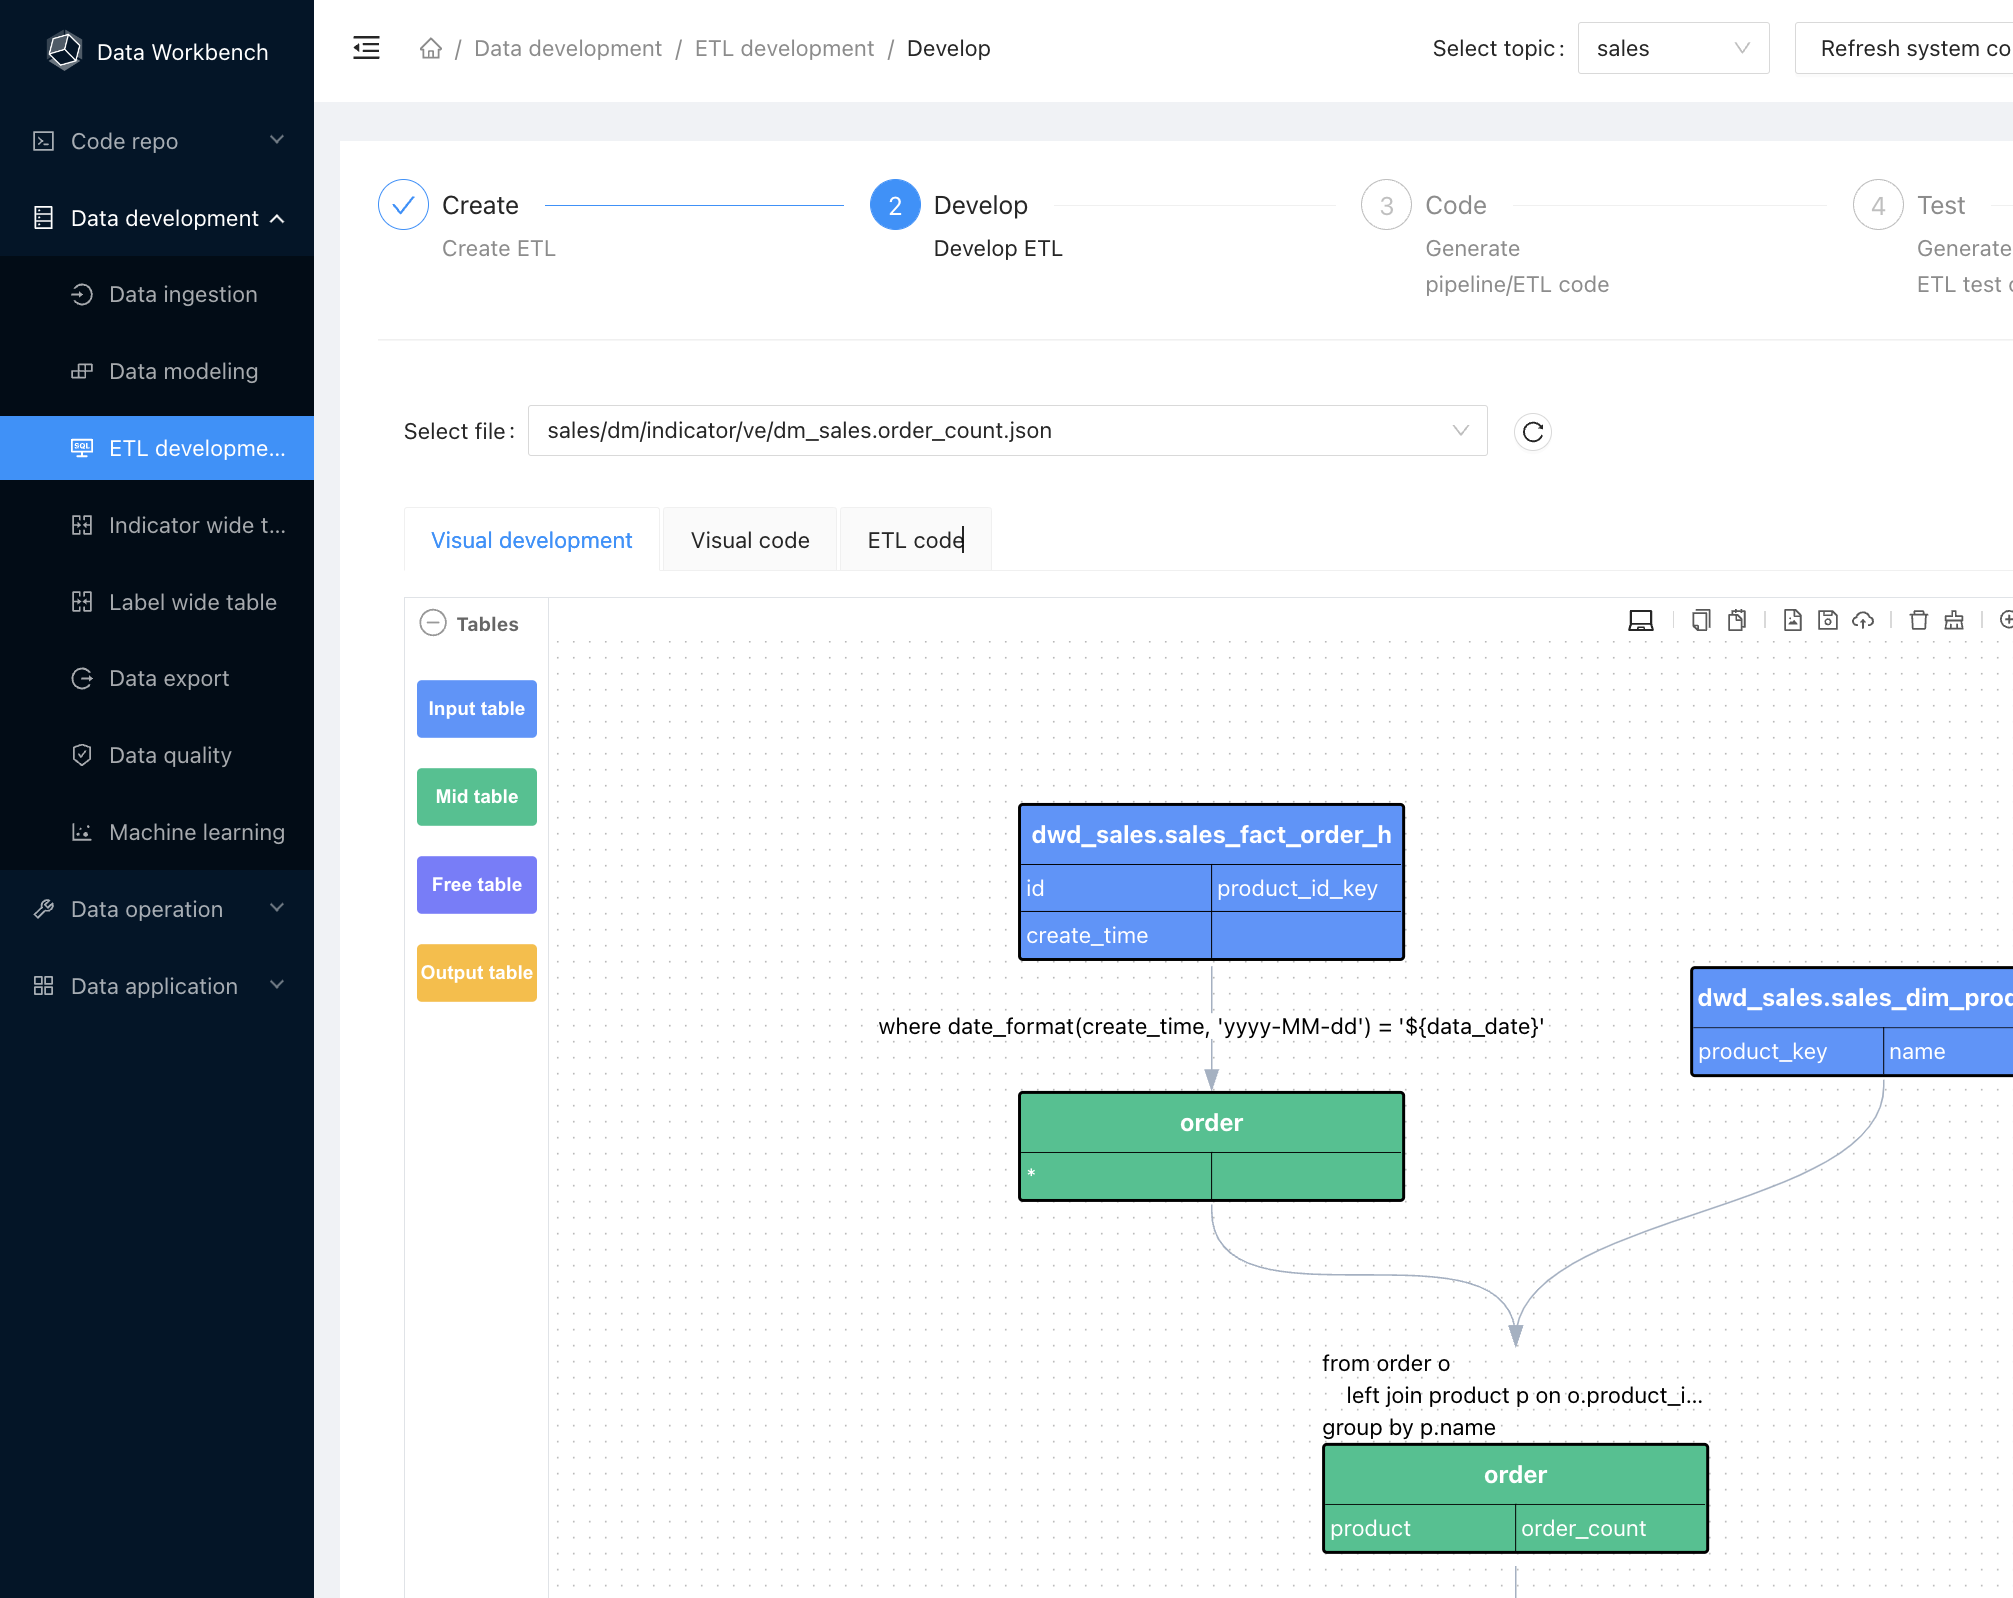 Data Workbench
Code repo
Data development
Data ingestion
Data modeling
ETL developme...
Indicator wide t...
Label wide table
Data export
Data quality
Machine learning
Data operation
Data application
/ Data development / ETL development / Develop
Select topic: sales
Refresh system co
Create
Create ETL
2 Develop
Develop ETL
3 Code
Generate
pipeline/ETL code
4 Test
Generate
ETL test
Select file: sales/dm/indicator/ve/dm_sales.order_count.json
Visual development
Visual code
ETL code
Tables
Input table
Mid table
Free table
Output table
dwd_sales.sales_fact_order_h
id product_id_key
create_time
where date_format(create_time, 'yyyy-MM-dd') = '${data_date}'
order
*
dwd_sales.sales_dim_prod
product_key name
from order o
left join product p on o.product_i...
group by p.name
order
product order_count